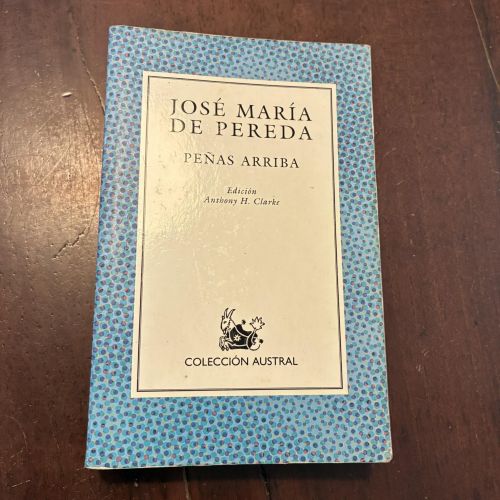 JOSÉ MARÍA
DE PEREDA
PEÑAS ARRIBA
Edición
Anthony H. Clarke
COLECCIÓN AUSTRAL